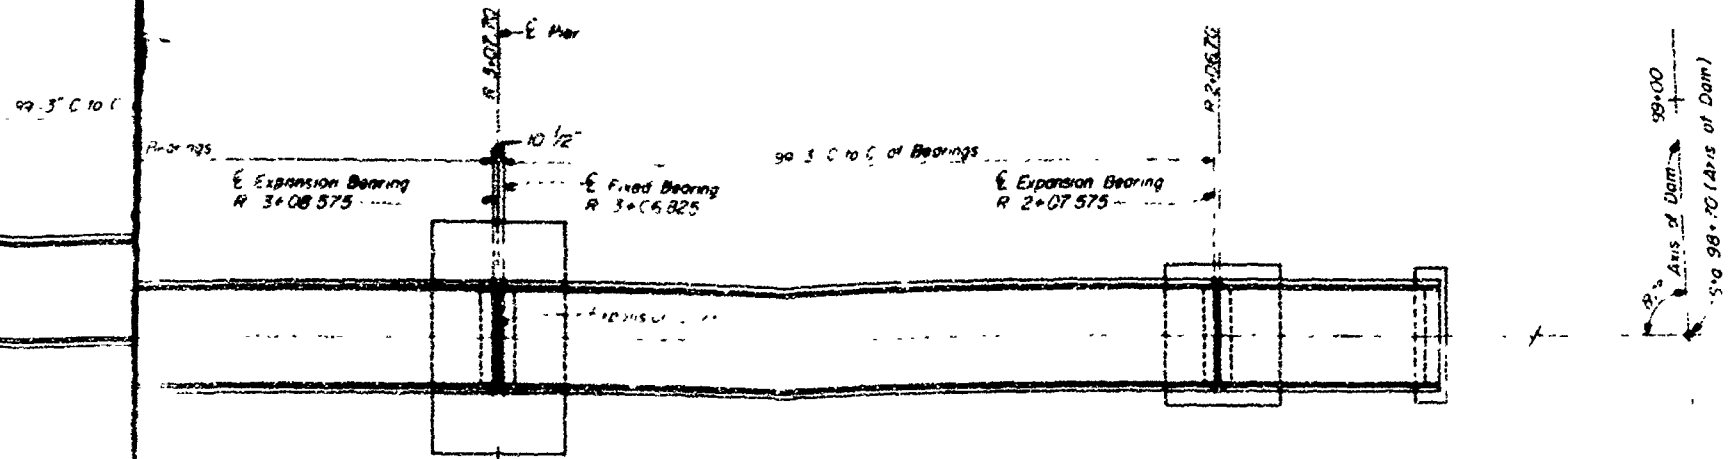 ℄ Pier
R 3+07.70
R 2+06.70
99+00
99-3" C to C
10 1/2"
Bearings
99 3 C to C of Bearings
℄ Expansion Bearing
R 3+08 575
℄ Fixed Bearing
R 3+06 825
℄ Expansion Bearing
R 2+07 575
Axis of Dam
Sta 98+70 (Axis of Dam)